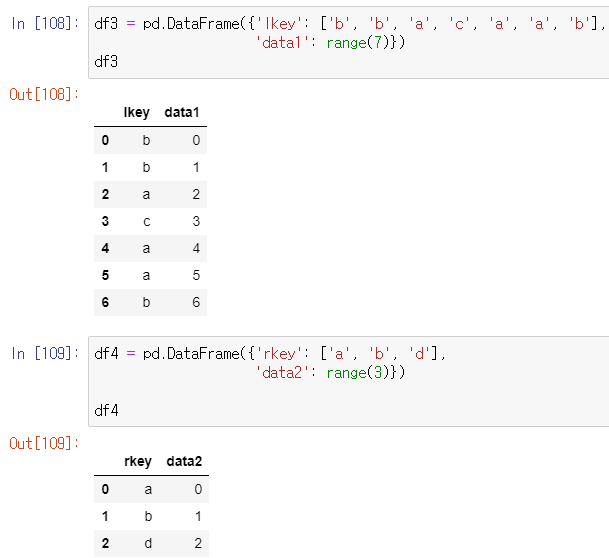 In [108]: df3 = pd.DataFrame({'lkey': ['b', 'b', 'a', 'c', 'a', 'a', 'b'],
'data1': range(7)})
df3
Out[108]:
lkey data1
0 b 0
1 b 1
2 a 2
3 c 3
4 a 4
5 a 5
6 b 6
In [109]: df4 = pd.DataFrame({'rkey': ['a', 'b', 'd'],
'data2': range(3)})
df4
Out[109]:
rkey data2
0 a 0
1 b 1
2 d 2